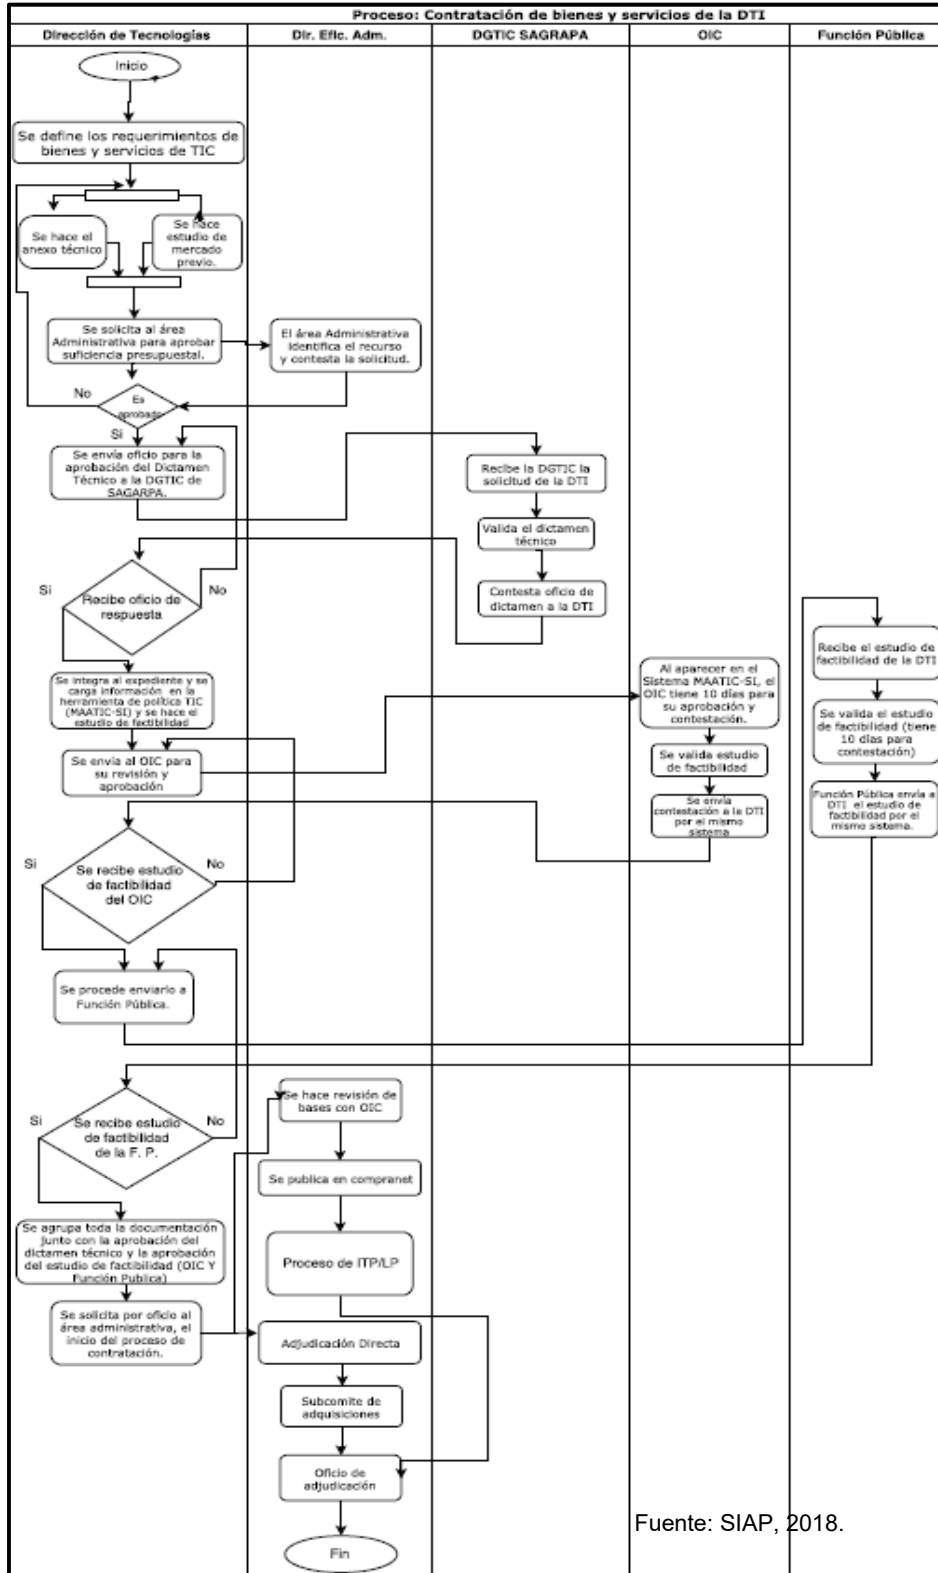 Proceso: Contratación de bienes y servicios de la DTI
Dirección de Tecnologías
Dir. Efic. Adm.
DGTIC SAGRAPA
OIC
Función Pública
Inicio
Se define los requerimientos de
bienes y servicios de TIC
Se hace el
anexo técnico
Se hace
estudio de
mercado
previo.
Se solicita al área
Administrativa para aprobar
suficiencia presupuestal.
El área Administrativa
identifica el recurso
y contesta la solicitud.
No
Es
aprobado
Si
Se envía oficio para la
aprobación del Dictamen
Técnico a la DGTIC de
SAGARPA.
Recibe la DGTIC la
solicitud de la DTI
Valida el dictamen
técnico
Contesta oficio de
dictamen a la DTI
Si
Recibe oficio de
respuesta
No
Se integra al expediente y se
carga información en la
herramienta de política TIC
(MAATIC-SI) y se hace el
estudio de factibilidad
Se envía al OIC para
su revisión y
aprobación
Al aparecer en el
Sistema MAATIC-SI, el
OIC tiene 10 días para
su aprobación y
contestación.
Se valida estudio
de factibilidad
Se envía
contestación a la DTI
por el mismo
sistema
Recibe el estudio de
factibilidad de la DTI
Se valida el estudio
de factibilidad (tiene
10 días para
contestación)
Función Pública envía a
DTI el estudio de
factibilidad por el
mismo sistema.
Si
Se recibe estudio
de factibilidad
del OIC
No
Se procede enviarlo a
Función Pública.
Si
Se recibe estudio
de factibilidad
de la F. P.
No
Se agrupa toda la documentación
junto con la aprobación del
dictamen técnico y la aprobación
del estudio de factibilidad (OIC Y
Función Publica)
Se solicita por oficio al
área administrativa, el
inicio del proceso de
contratación.
Se hace revisión de
bases con OIC
Se publica en compranet
Proceso de ITP/LP
Adjudicación Directa
Subcomite de
adquisiciones
Oficio de
adjudicación
Fin
Fuente: SIAP, 2018.